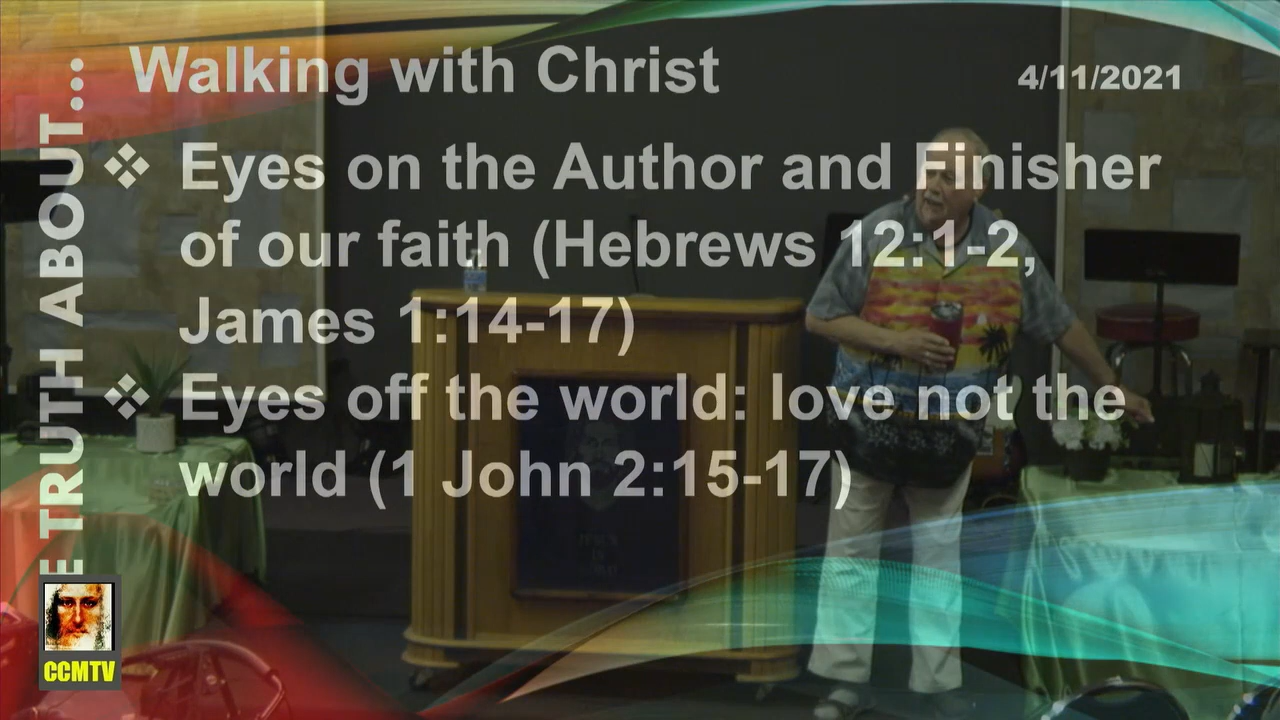 Walking with Christ
4/11/2021
E TRUTH ABOUT...
❖ Eyes on the Author and Finisher
of our faith (Hebrews 12:1-2,
James 1:14-17)
❖ Eyes off the world: love not the
world (1 John 2:15-17)
CCMTV